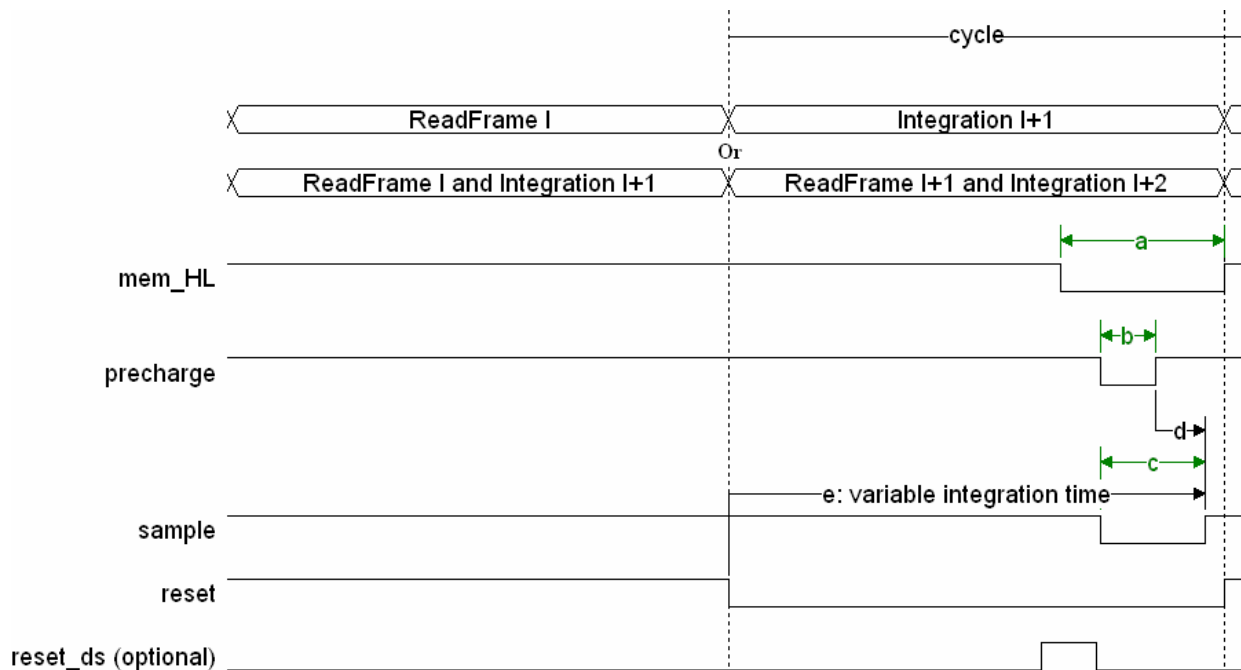 cycle
ReadFrame I
Integration I+1
Or
ReadFrame I and Integration I+1
ReadFrame I+1 and Integration I+2
a
mem_HL
b
precharge
d
c
e: variable integration time
sample
reset
reset_ds (optional)